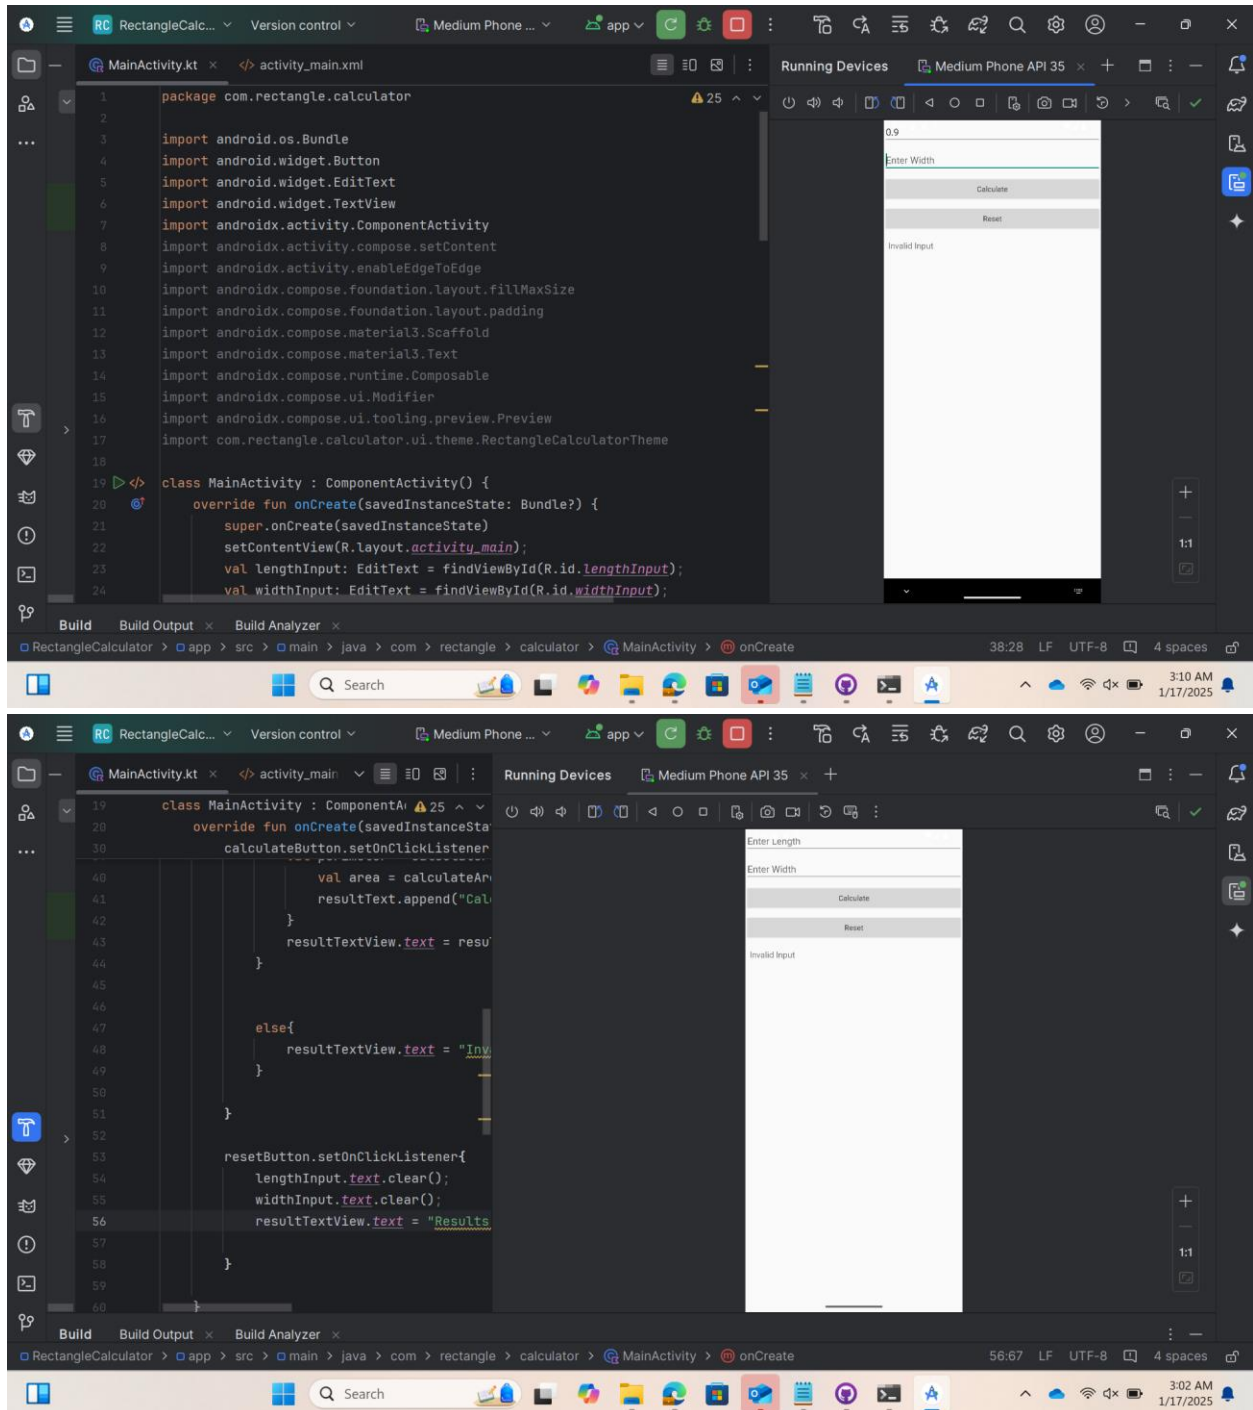 RC RectangleCalc... Version control Medium Phone ... app
MainActivity.kt × </> activity_main.xml
Running Devices Medium Phone API 35 ×
25
1 package com.rectangle.calculator
2
3 import android.os.Bundle
4 import android.widget.Button
5 import android.widget.EditText
6 import android.widget.TextView
7 import androidx.activity.ComponentActivity
8 import androidx.activity.compose.setContent
9 import androidx.activity.enableEdgeToEdge
10 import androidx.compose.foundation.layout.fillMaxSize
11 import androidx.compose.foundation.layout.padding
12 import androidx.compose.material3.Scaffold
13 import androidx.compose.material3.Text
14 import androidx.compose.runtime.Composable
15 import androidx.compose.ui.Modifier
16 import androidx.compose.ui.tooling.preview.Preview
17 import com.rectangle.calculator.ui.theme.RectangleCalculatorTheme
18
19 class MainActivity : ComponentActivity() {
20 override fun onCreate(savedInstanceState: Bundle?) {
21 super.onCreate(savedInstanceState)
22 setContentView(R.layout.activity_main);
23 val lengthInput: EditText = findViewById(R.id.lengthInput);
24 val widthInput: EditText = findViewById(R.id.widthInput);
0.9
Enter Width
Calculate
Reset
Invalid Input
1:1
Build Build Output × Build Analyzer ×
RectangleCalculator > app > src > main > java > com > rectangle > calculator > MainActivity > onCreate 38:28 LF UTF-8 4 spaces
Search
3:10 AM
1/17/2025
RC RectangleCalc... Version control Medium Phone ... app
MainActivity.kt × </> activity_main
Running Devices Medium Phone API 35 ×
19 class MainActivity : ComponentA 25
20 override fun onCreate(savedInstanceSta
30 calculateButton.setOnClickListener
40 val area = calculateAr
41 resultText.append("Cal
42 }
43 resultTextView.text = resu
44 }
45
46
47 else{
48 resultTextView.text = "Inv
49 }
50
51 }
52
53 resetButton.setOnClickListener{
54 lengthInput.text.clear();
55 widthInput.text.clear();
56 resultTextView.text = "Results
57
58 }
59
60 }
Enter Length
Enter Width
Calculate
Reset
Invalid Input
1:1
Build Build Output × Build Analyzer ×
RectangleCalculator > app > src > main > java > com > rectangle > calculator > MainActivity > onCreate 56:67 LF UTF-8 4 spaces
Search
3:02 AM
1/17/2025